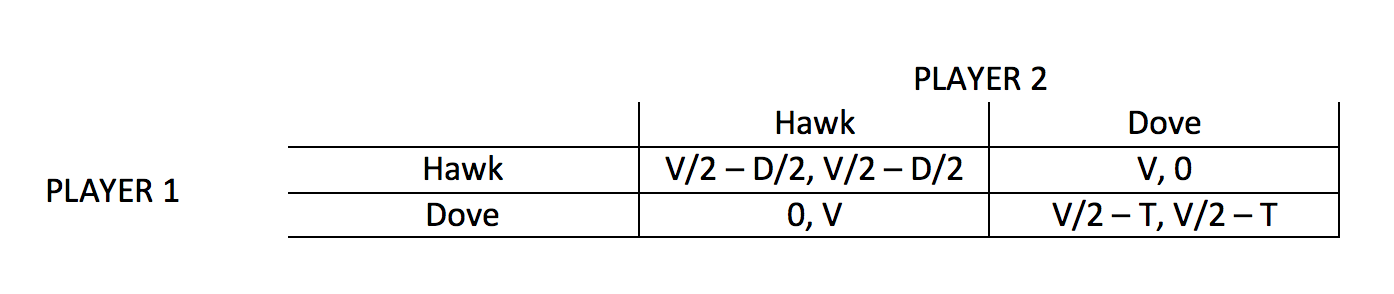 PLAYER 2
Hawk Dove
Hawk V/2 – D/2, V/2 – D/2 V, 0
PLAYER 1
Dove 0, V V/2 – T, V/2 – T